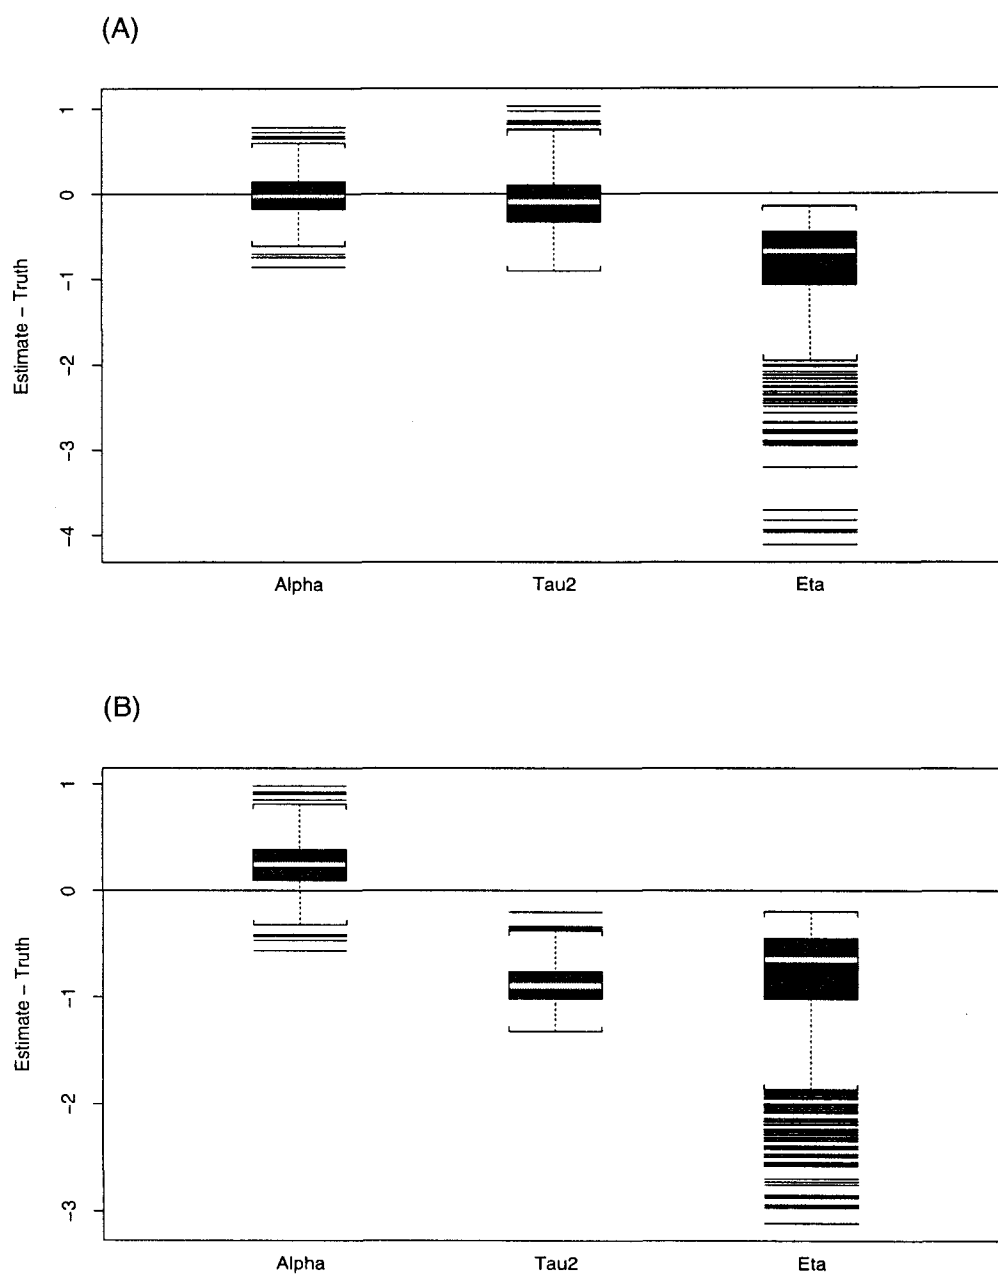 (A)
1
0
-1
-2
-3
-4
Estimate – Truth
Alpha Tau2 Eta
(B)
1
0
-1
-2
-3
Estimate – Truth
Alpha Tau2 Eta